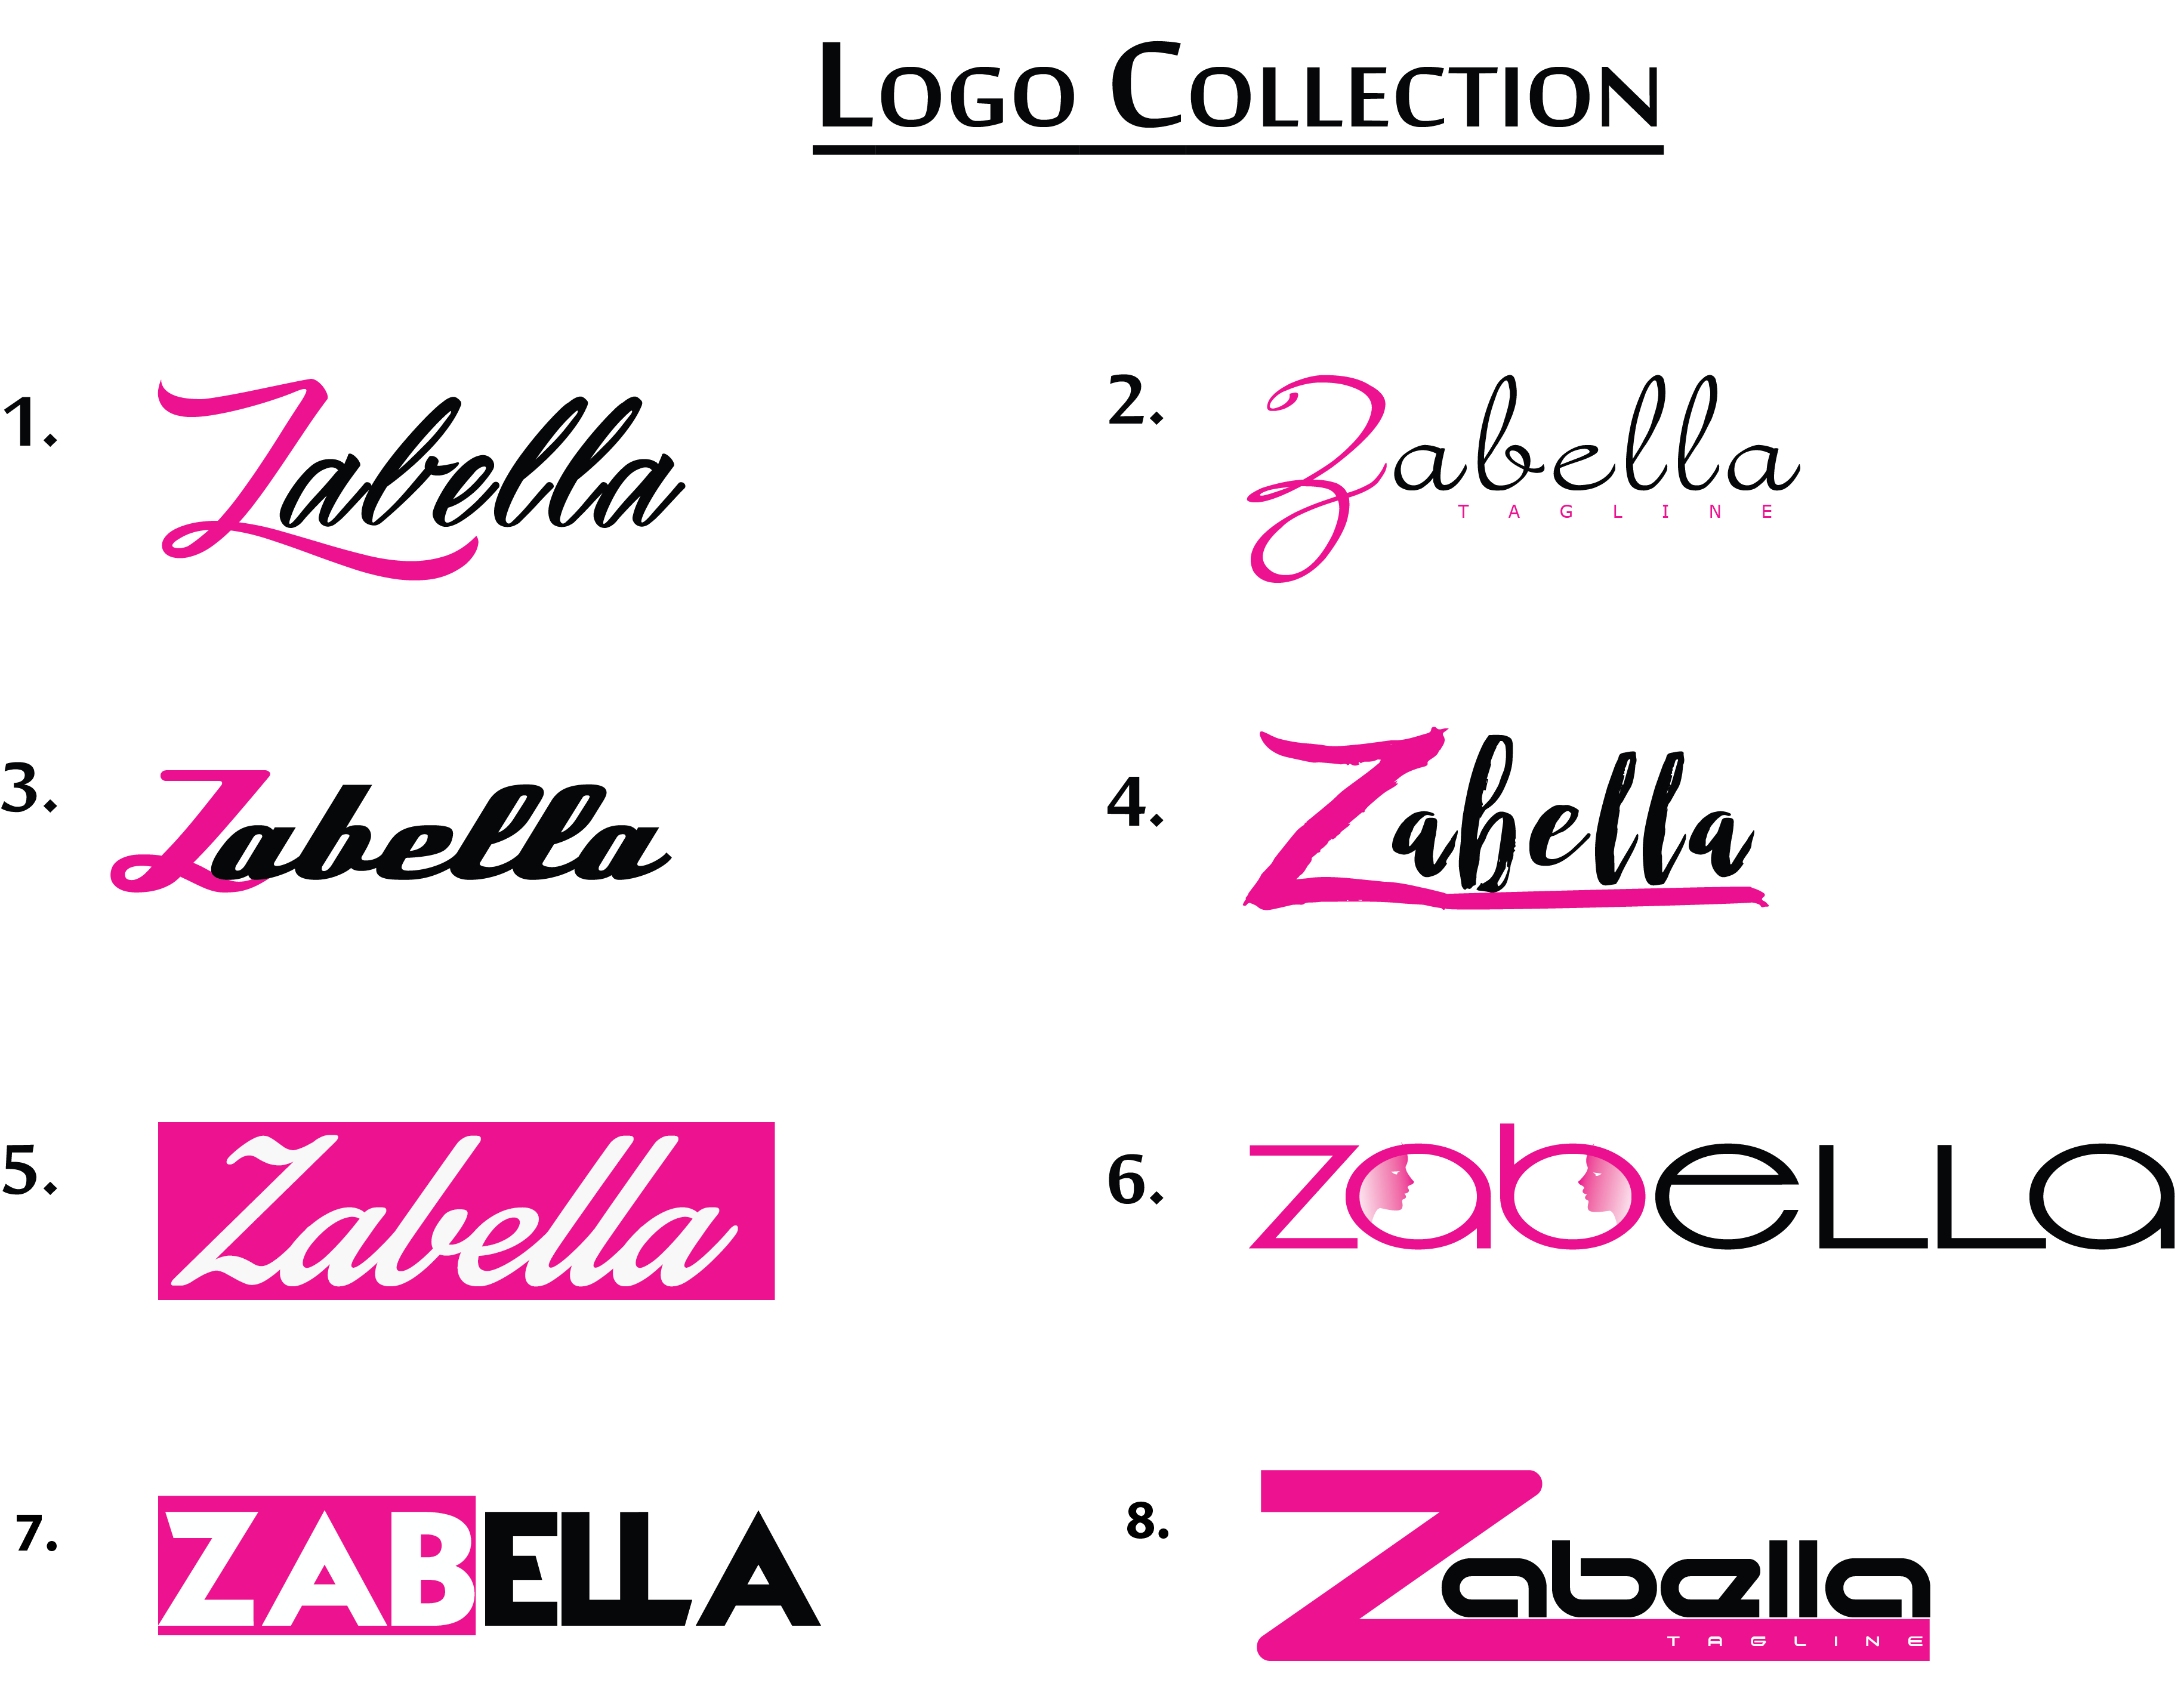 Logo Collection
1. Zabella
2. Zabella
TAGLINE
3. Zabella
4. Zabella
5. Zabella
6. zabeLLa
7. ZABELLA
8. Zabella
TAGLINE